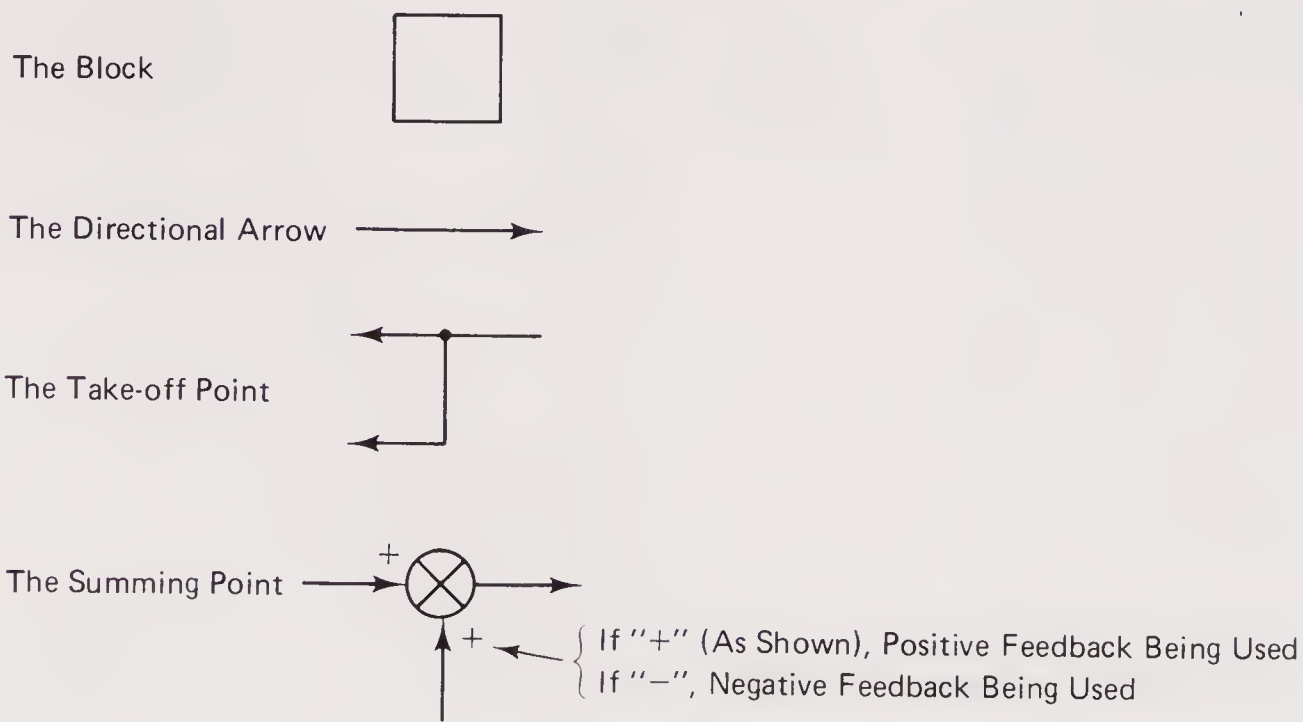 The Block
The Directional Arrow
The Take-off Point
The Summing Point
+
+
If "+" (As Shown), Positive Feedback Being Used
If "−", Negative Feedback Being Used